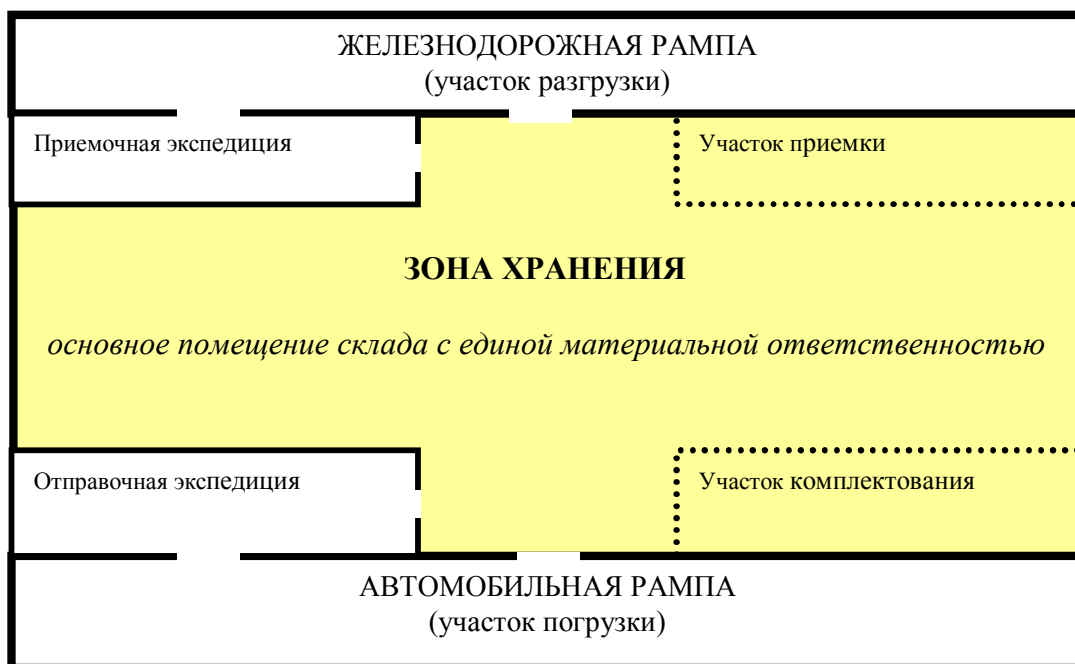 ЖЕЛЕЗНОДОРОЖНАЯ РАМПА
(участок разгрузки)
Приемочная экспедиция
Участок приемки
ЗОНА ХРАНЕНИЯ
основное помещение склада с единой материальной ответственностью
Отправочная экспедиция
Участок комплектования
АВТОМОБИЛЬНАЯ РАМПА
(участок погрузки)